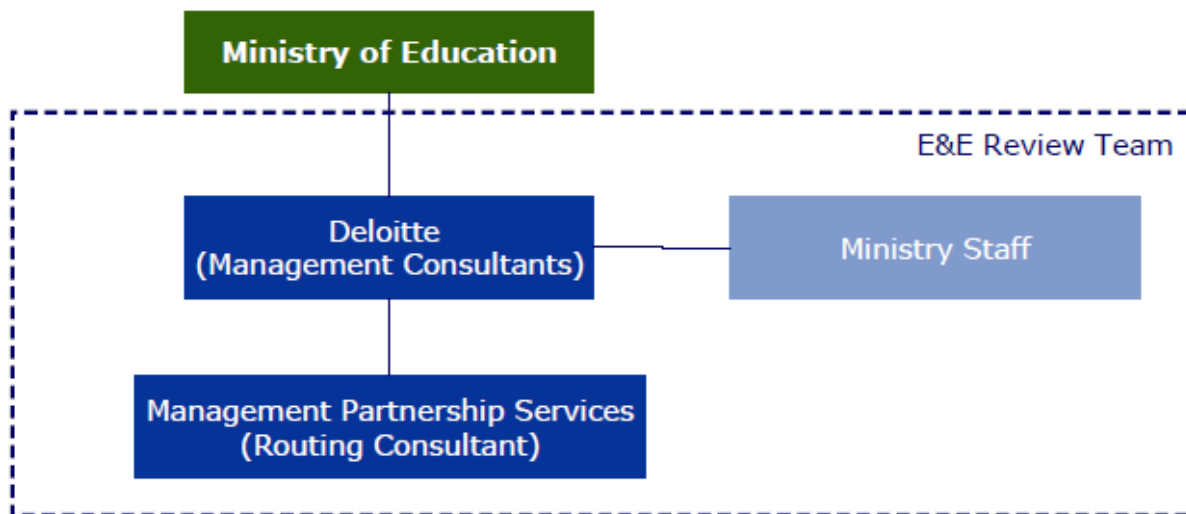 Ministry of Education
E&E Review Team
Deloitte
(Management Consultants)
Ministry Staff
Management Partnership Services
(Routing Consultant)